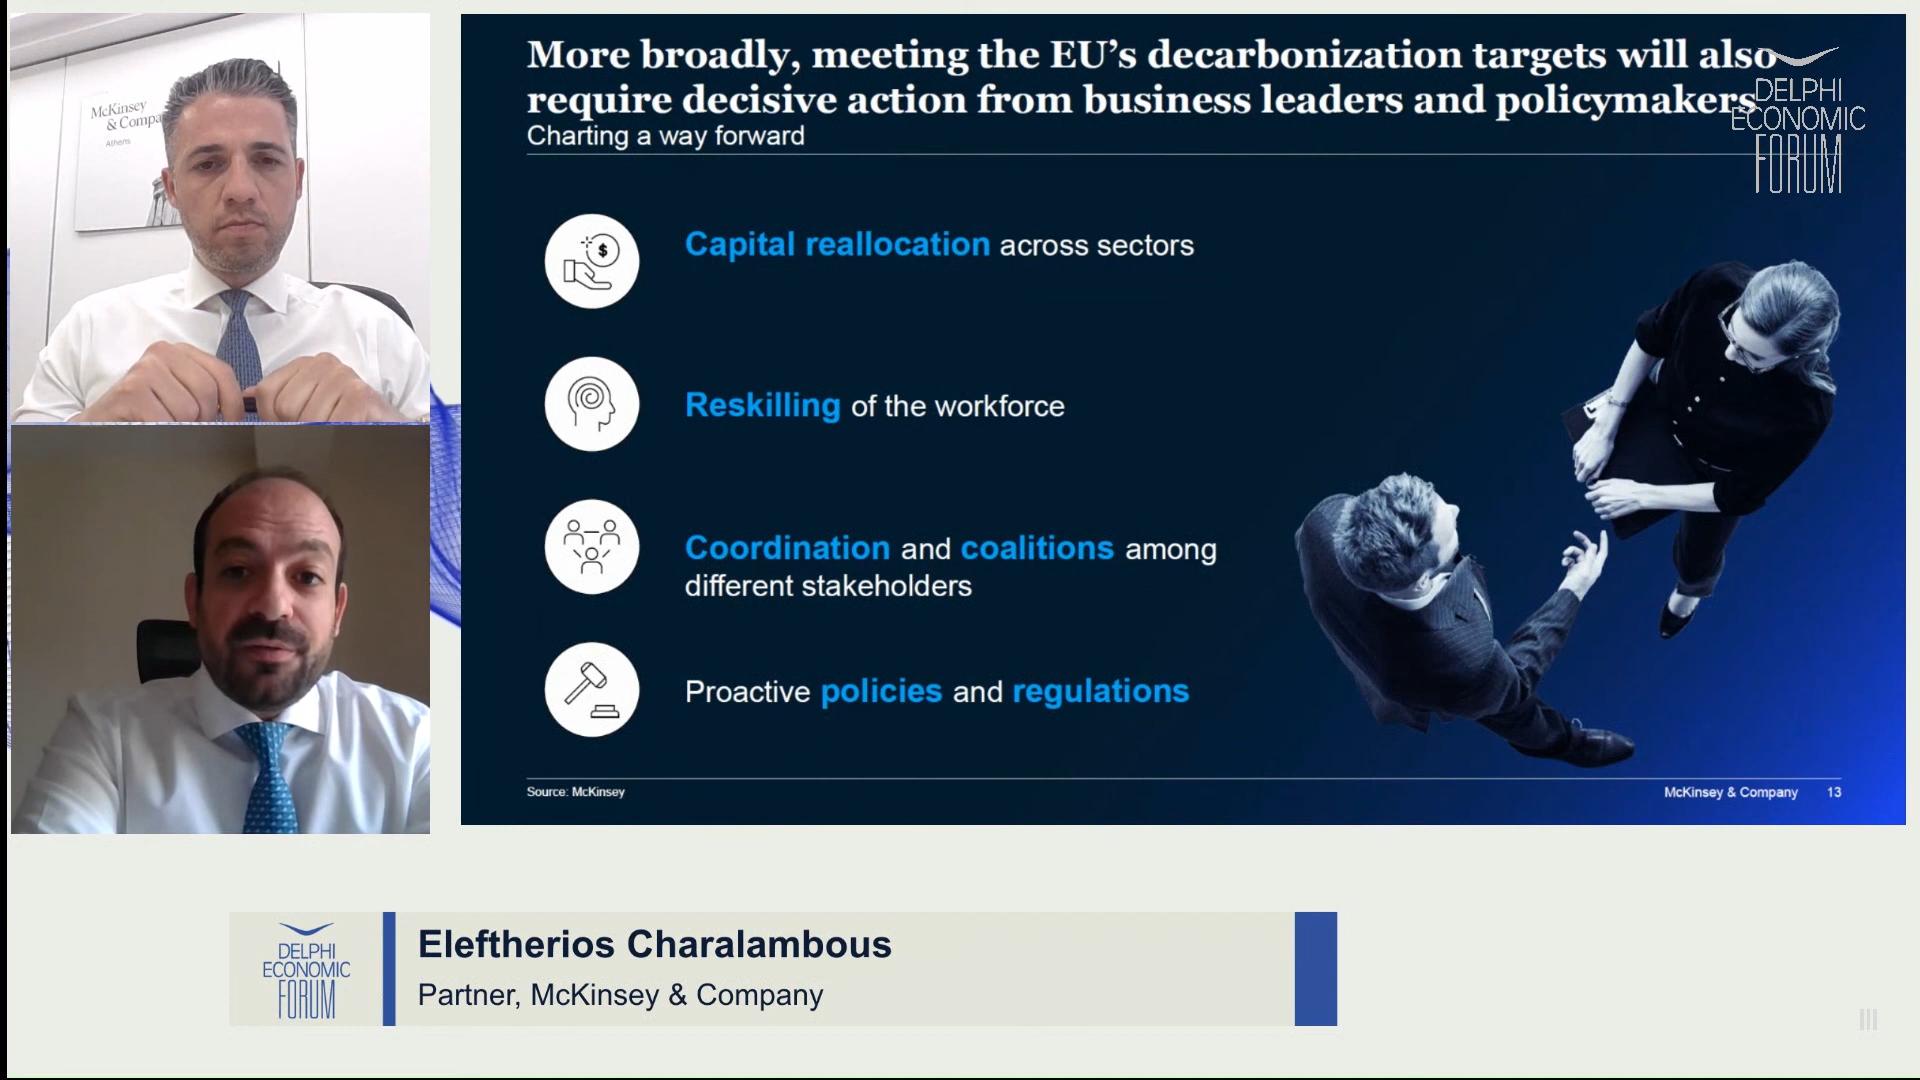 McKinsey
& Compa
Athens
More broadly, meeting the EU's decarbonization targets will also
require decisive action from business leaders and policymakers
Charting a way forward
DELPHI
ECONOMIC
FORUM
$
Capital reallocation across sectors
Reskilling of the workforce
Coordination and coalitions among
different stakeholders
Proactive policies and regulations
Source: McKinsey
McKinsey & Company 13
DELPHI
ECONOMIC
FORUM
Eleftherios Charalambous
Partner, McKinsey & Company